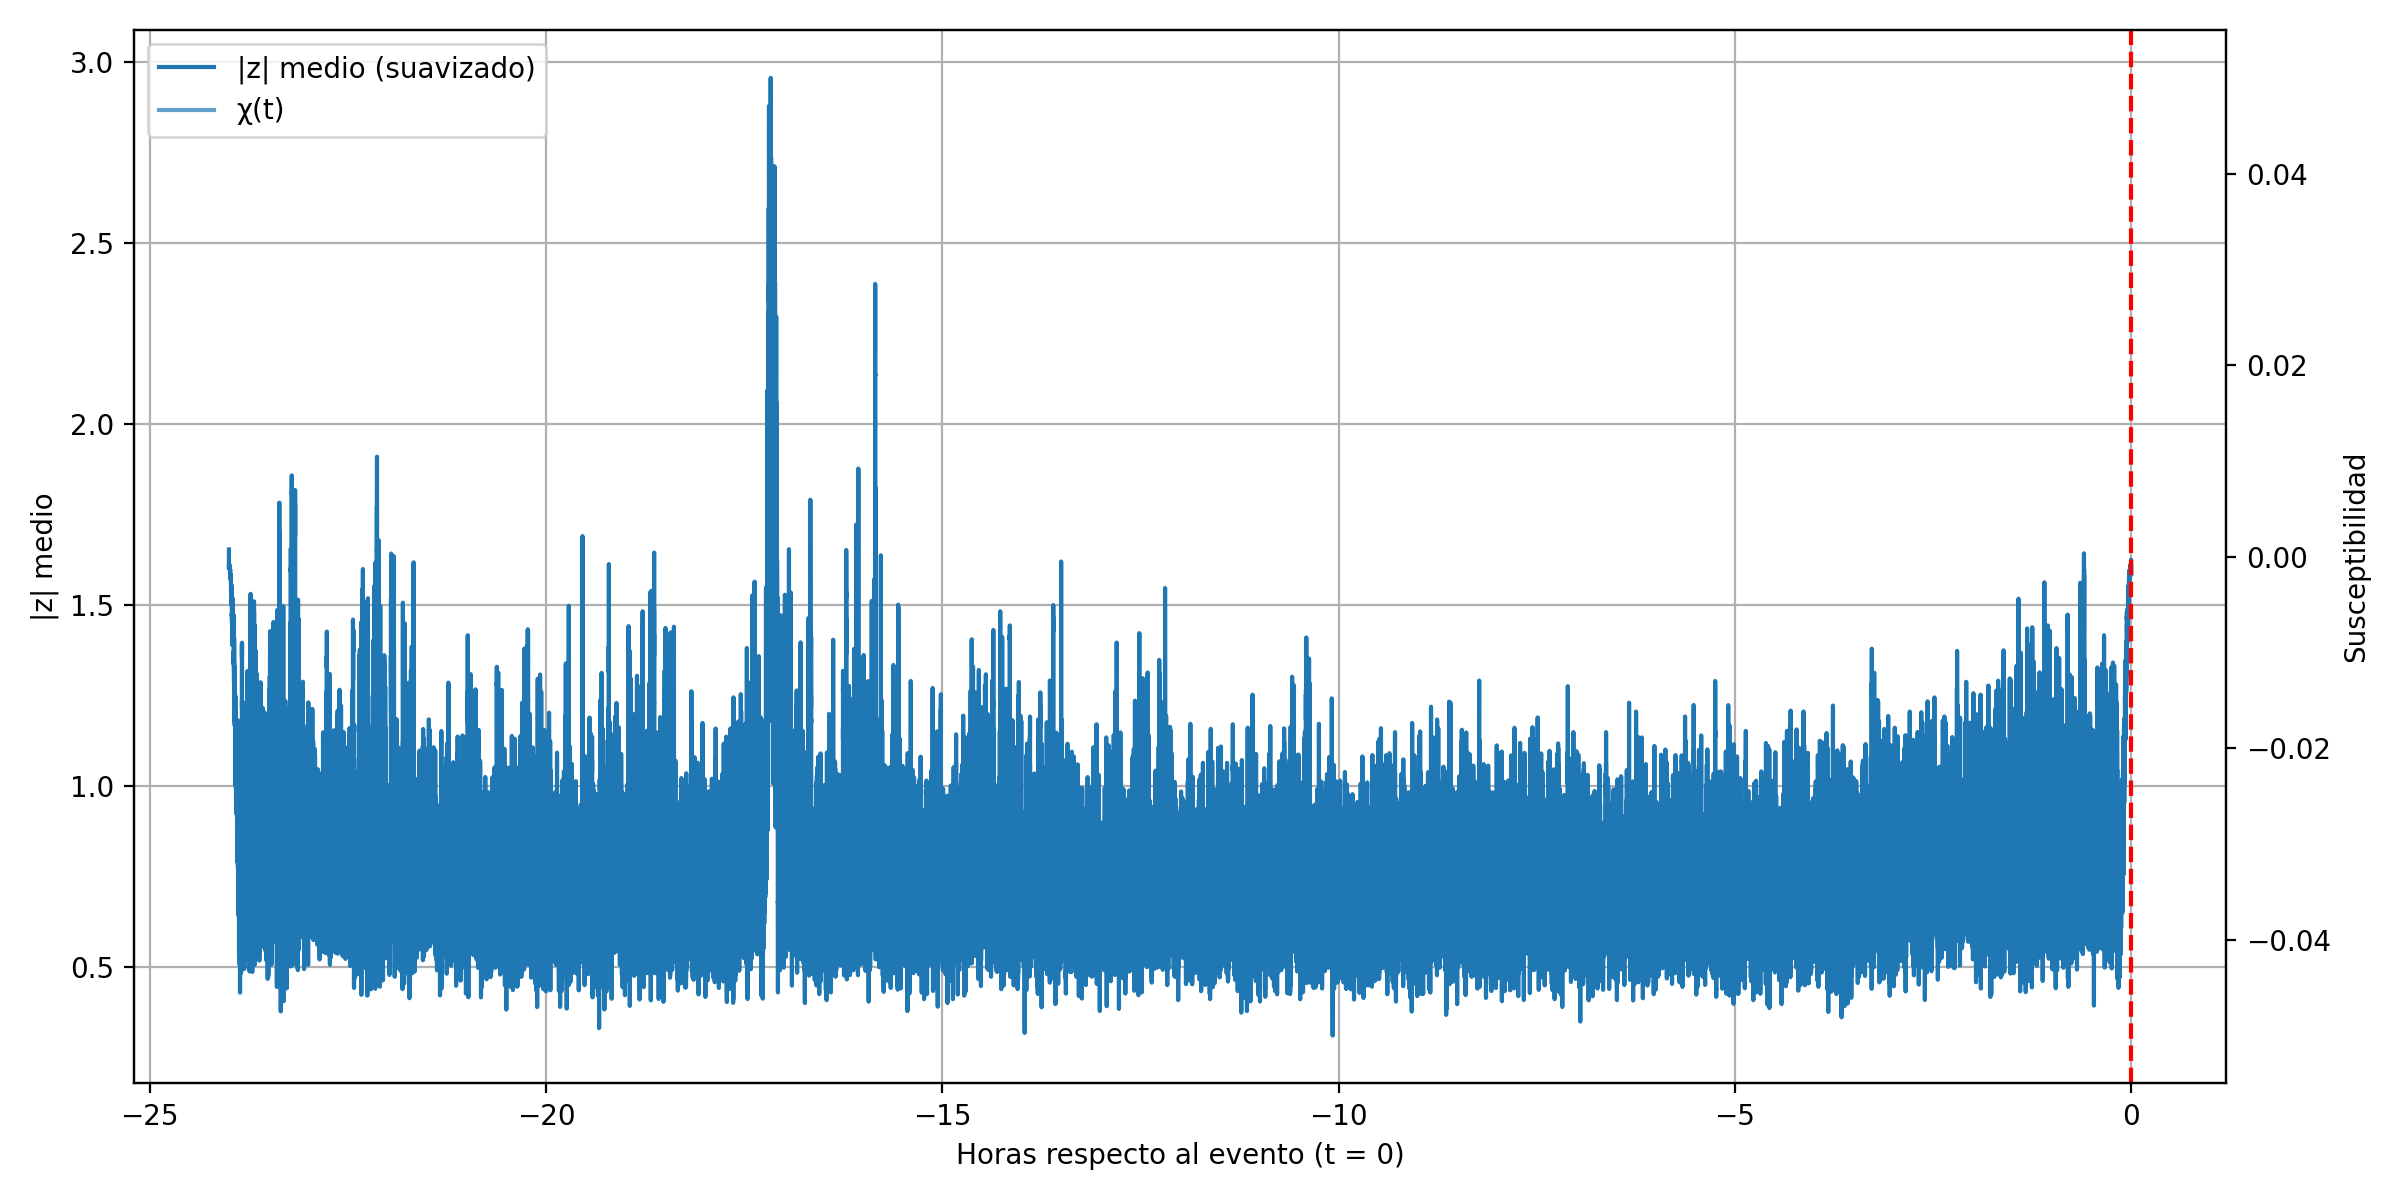 |z| medio (suavizado)
χ(t)
3.0
2.5
2.0
1.5
1.0
0.5
|z| medio
0.04
0.02
0.00
−0.02
−0.04
Susceptibilidad
−25 −20 −15 −10 −5 0
Horas respecto al evento (t = 0)